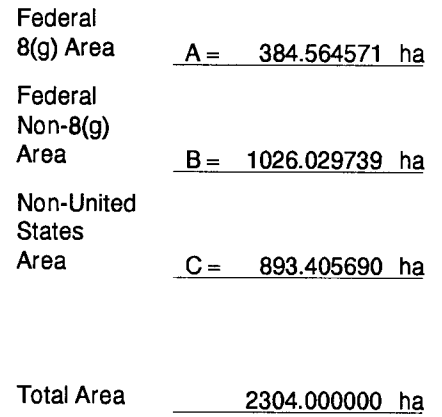 Federal
8(g) Area A = 384.564571 ha
Federal
Non-8(g)
Area B = 1026.029739 ha
Non-United
States
Area C = 893.405690 ha
Total Area 2304.000000 ha